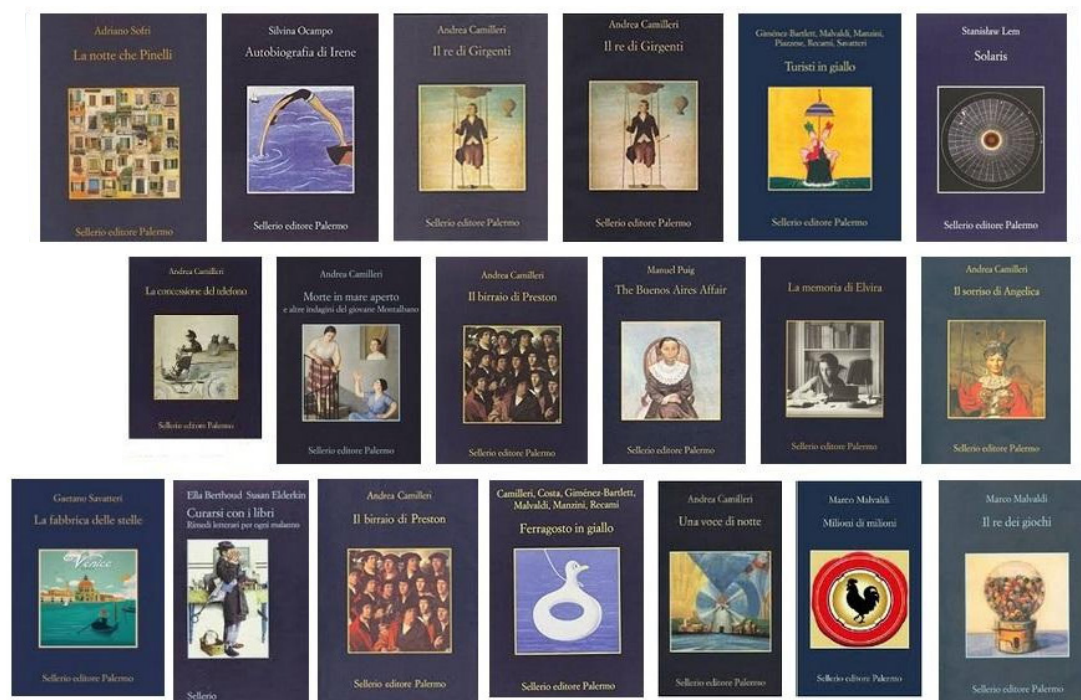 Adriano Sofri
La notte che Pinelli
Sellerio editore Palermo
Silvina Ocampo
Autobiografia di Irene
Sellerio editore Palermo
Andrea Camilleri
Il re di Girgenti
Sellerio editore Palermo
Andrea Camilleri
Il re di Girgenti
Sellerio editore Palermo
Giménez-Bartlett, Malvaldi, Manzini,
Piazzese, Recami, Savatteri
Turisti in giallo
Sellerio editore Palermo
Stanisław Lem
Solaris
Sellerio editore Palermo
Andrea Camilleri
La concessione del telefono
Sellerio editore Palermo
Andrea Camilleri
Morte in mare aperto
e altre indagini del giovane Montalbano
Sellerio editore Palermo
Andrea Camilleri
Il birraio di Preston
Sellerio editore Palermo
Manuel Puig
The Buenos Aires Affair
Sellerio editore Palermo
La memoria di Elvira
Sellerio editore Palermo
Andrea Camilleri
Il sorriso di Angelica
Sellerio editore Palermo
Gaetano Savatteri
La fabbrica delle stelle
Venice
Sellerio editore Palermo
Ella Berthoud Susan Elderkin
Curarsi con i libri
Rimedi letterari per ogni malanno
Sellerio
Andrea Camilleri
Il birraio di Preston
Sellerio editore Palermo
Camilleri, Costa, Giménez-Bartlett,
Malvaldi, Manzini, Recami
Ferragosto in giallo
Sellerio editore Palermo
Andrea Camilleri
Una voce di notte
Sellerio editore Palermo
Marco Malvaldi
Milioni di milioni
Sellerio editore Palermo
Marco Malvaldi
Il re dei giochi
Sellerio editore Palermo